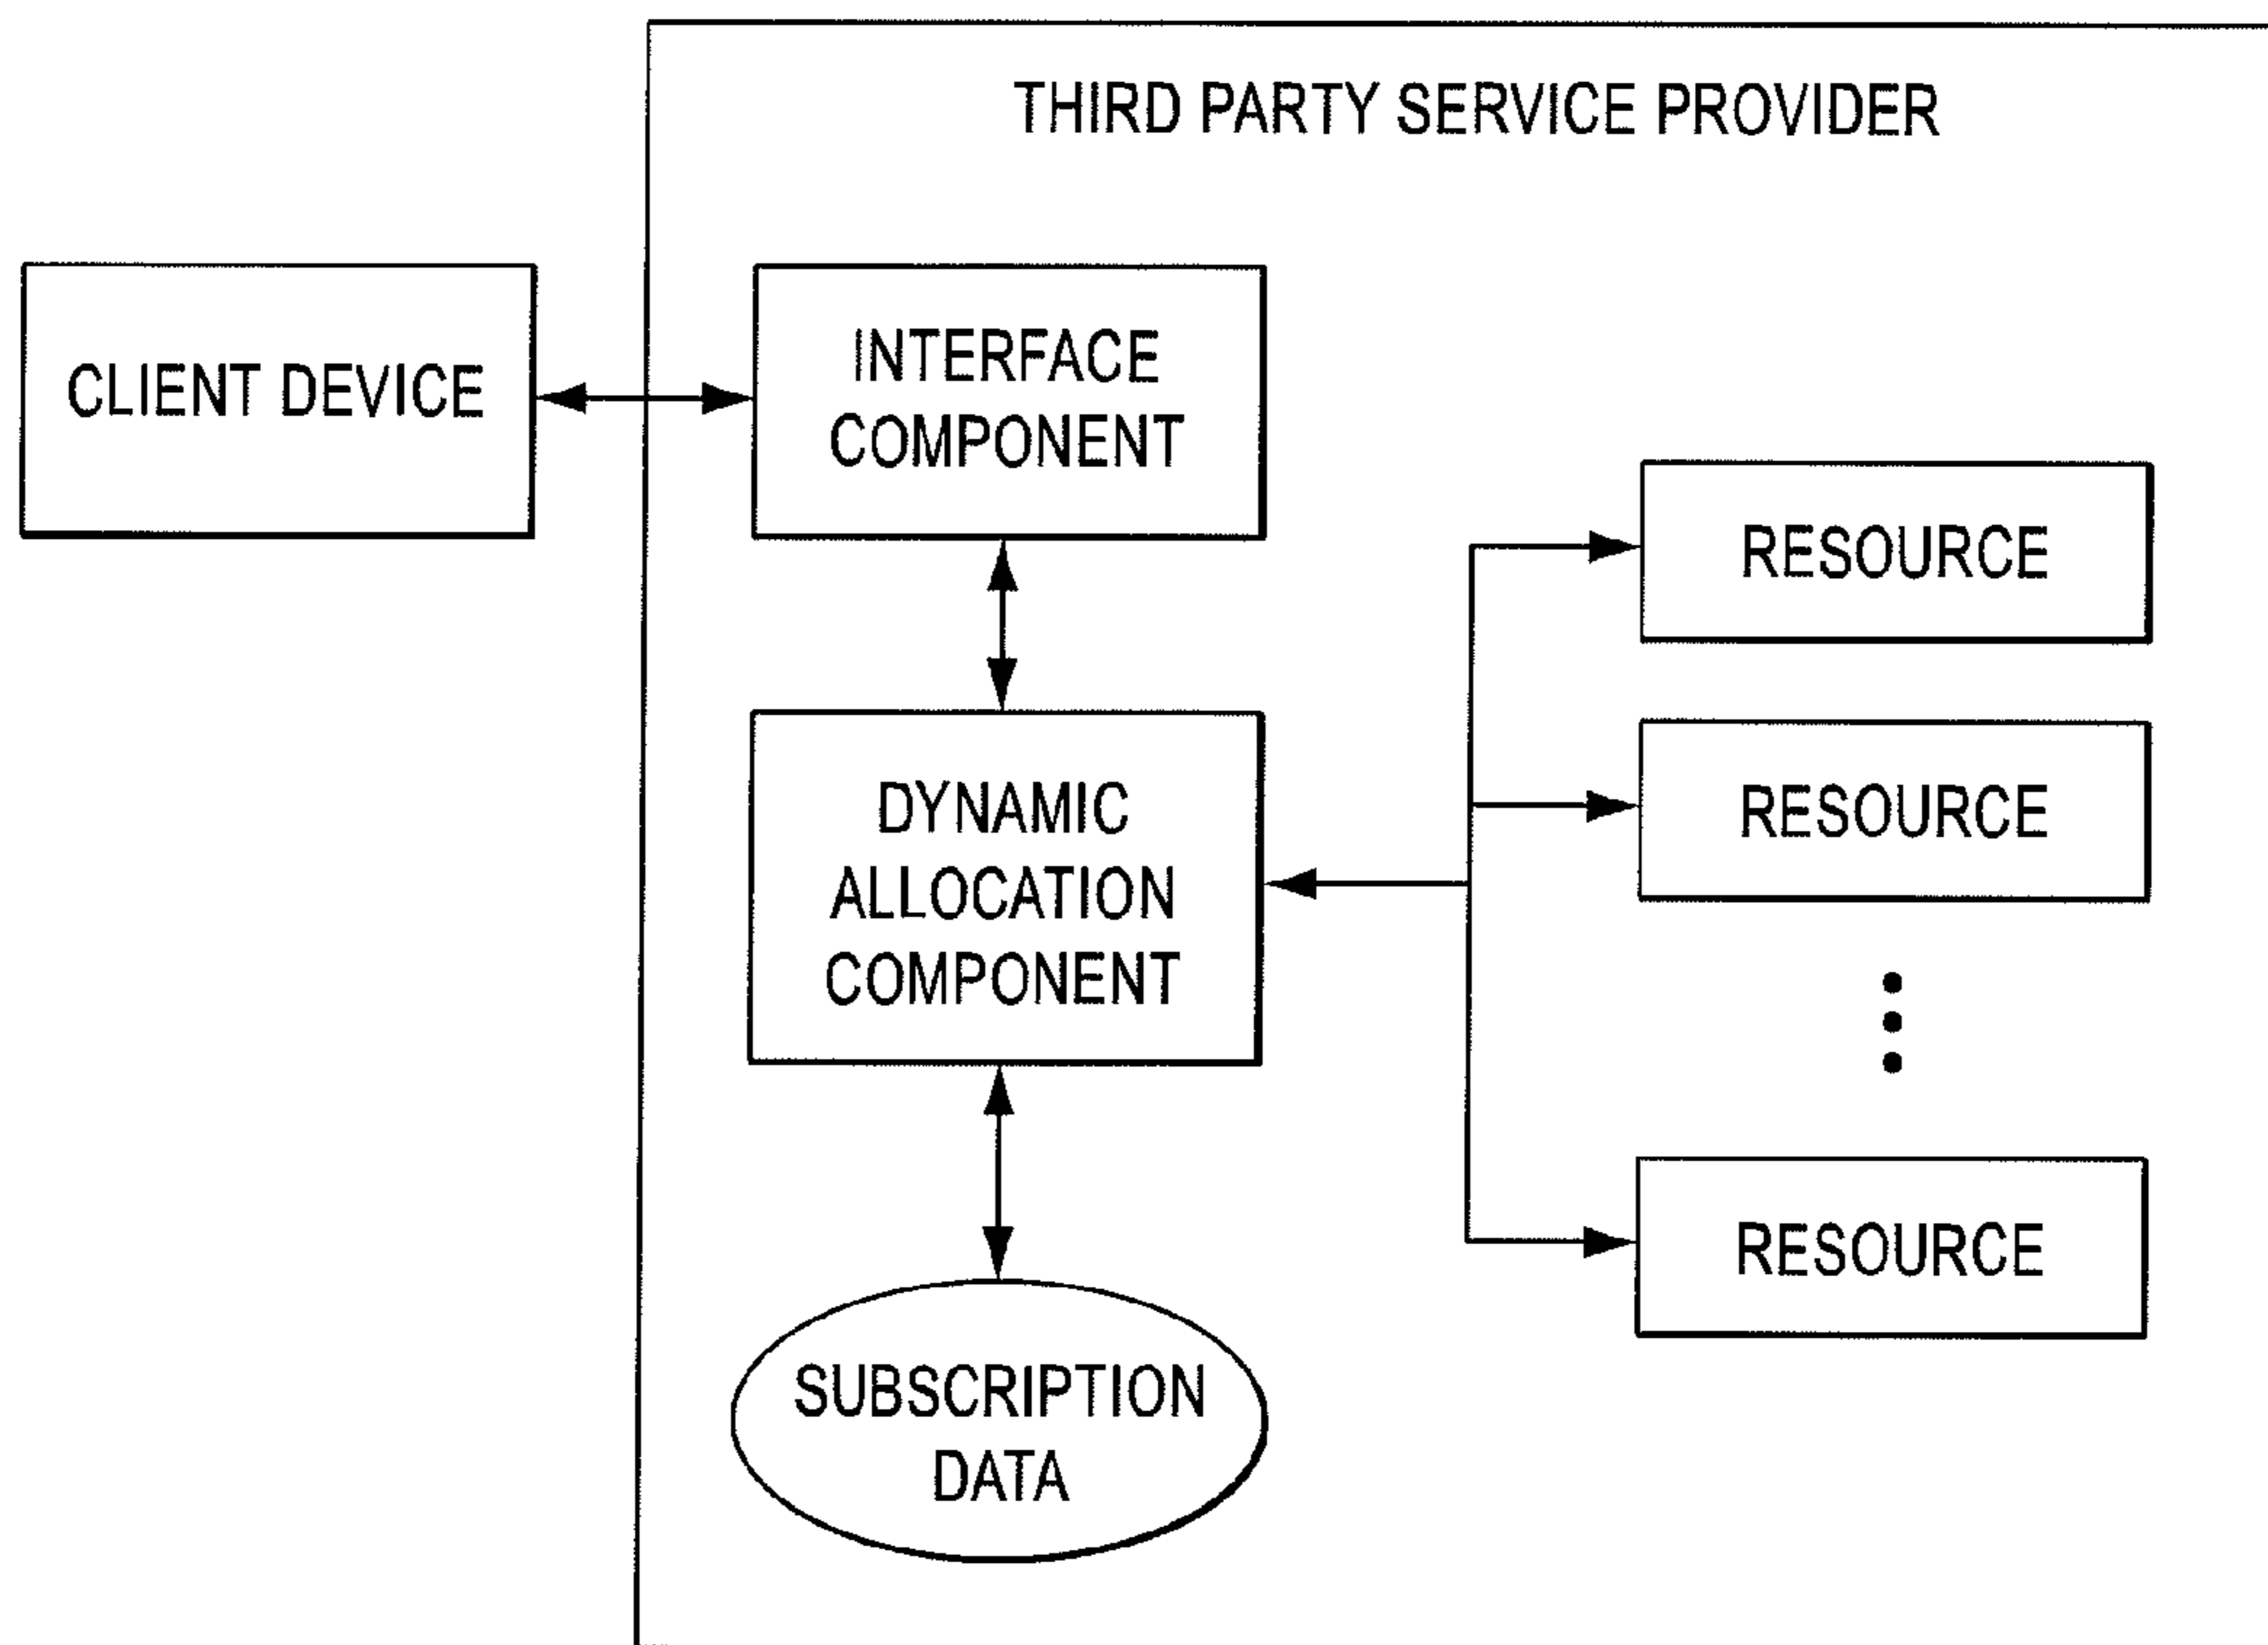 THIRD PARTY SERVICE PROVIDER
CLIENT DEVICE
INTERFACE
COMPONENT
RESOURCE
RESOURCE
DYNAMIC
ALLOCATION
COMPONENT
RESOURCE
SUBSCRIPTION
DATA